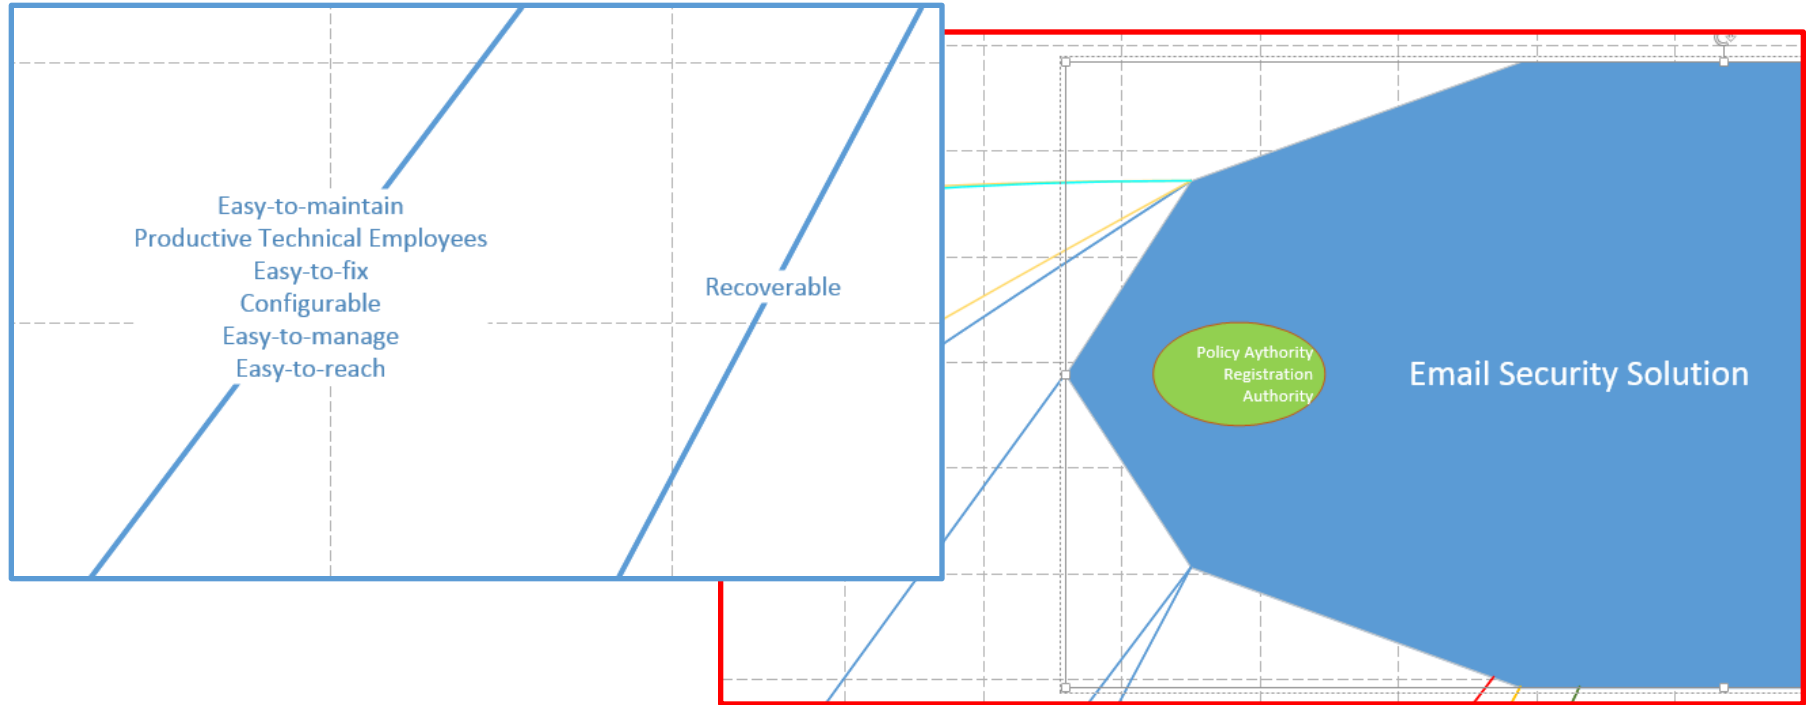 Easy-to-maintain
Productive Technical Employees
Easy-to-fix
Configurable
Easy-to-manage
Easy-to-reach
Recoverable
Policy Aythority
Registration
Authority
Email Security Solution